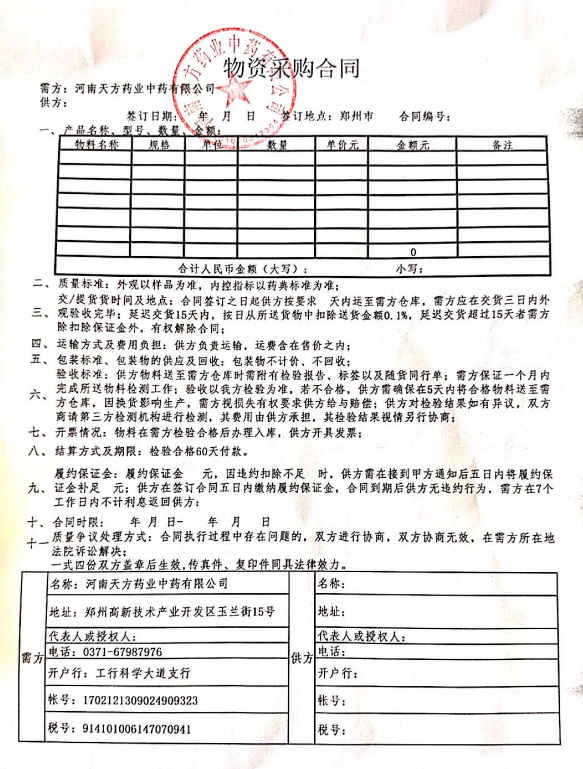 物资采购合同
需方：河南天方药业中药有限公司
供方：
签订日期： 年 月 日 签订地点：郑州市 合同编号：
一、产品名称、型号、数量、金额：
物料名称 规格 单位 数量 单价元 金额元 备注
0
合计人民币金额（大写）： 小写：
二、质量标准：外观以样品为准，内控指标以药典标准为准；
交/提货货时间及地点：合同签订之日起供方按要求 天内运至需方仓库，需方应在交货三日内外
三、观验收完毕；延迟交货15天内，按日从所送货物中扣除送货金额0.1%，延迟交货超过15天者需方
除扣除保证金外，有权解除合同；
四、运输方式及费用负担：供方负责运输，运费含在售价之内；
五、包装标准、包装物的供应及回收：包装物不计价、不回收；
验收标准：供方物料送至需方仓库时需附有检验报告、标签以及随货同行单；需方保证一个月内
完成所送物料检测工作；验收以我方检验为准，若不合格，供方需确保在5天内将合格物料送至需
六、方仓库，因换货影响生产，需方视损失有权要求供方给与赔偿；供方对检验结果如有异议，双方
商请第三方检测机构进行检测，其费用由供方承担，其检验结果视情另行协商；
七、开票情况：物料在需方检验合格后办理入库，供方开具发票；
八、结算方式及期限：检验合格60天付款。
履约保证金：履约保证金 元，因违约扣除不足 时，供方需在接到甲方通知后五日内将履约保
九、证金补足 元；供方在签订合同五日内缴纳履约保证金，合同到期后供方无违约行为，需方在7个
工作日内不计利息返回供方：
十、合同时限： 年 月 日- 年 月 日
十一、质量争议处理方式：合同执行过程中存在问题的，双方进行协商，双方协商无效，在需方所在地
法院诉讼解决；
一式四份双方盖章后生效,传真件、复印件同具法律效力。
需方
名称：河南天方药业中药有限公司
地址：郑州高新技术产业开发区玉兰街15号
代表人或授权人：
电话：0371-67987976
开户行：工行科学大道支行
帐号：1702121309024909323
税号：914101006147070941
供方
名称：
地址：
代表人或授权人：
电话：
开户行：
帐号：
税号：